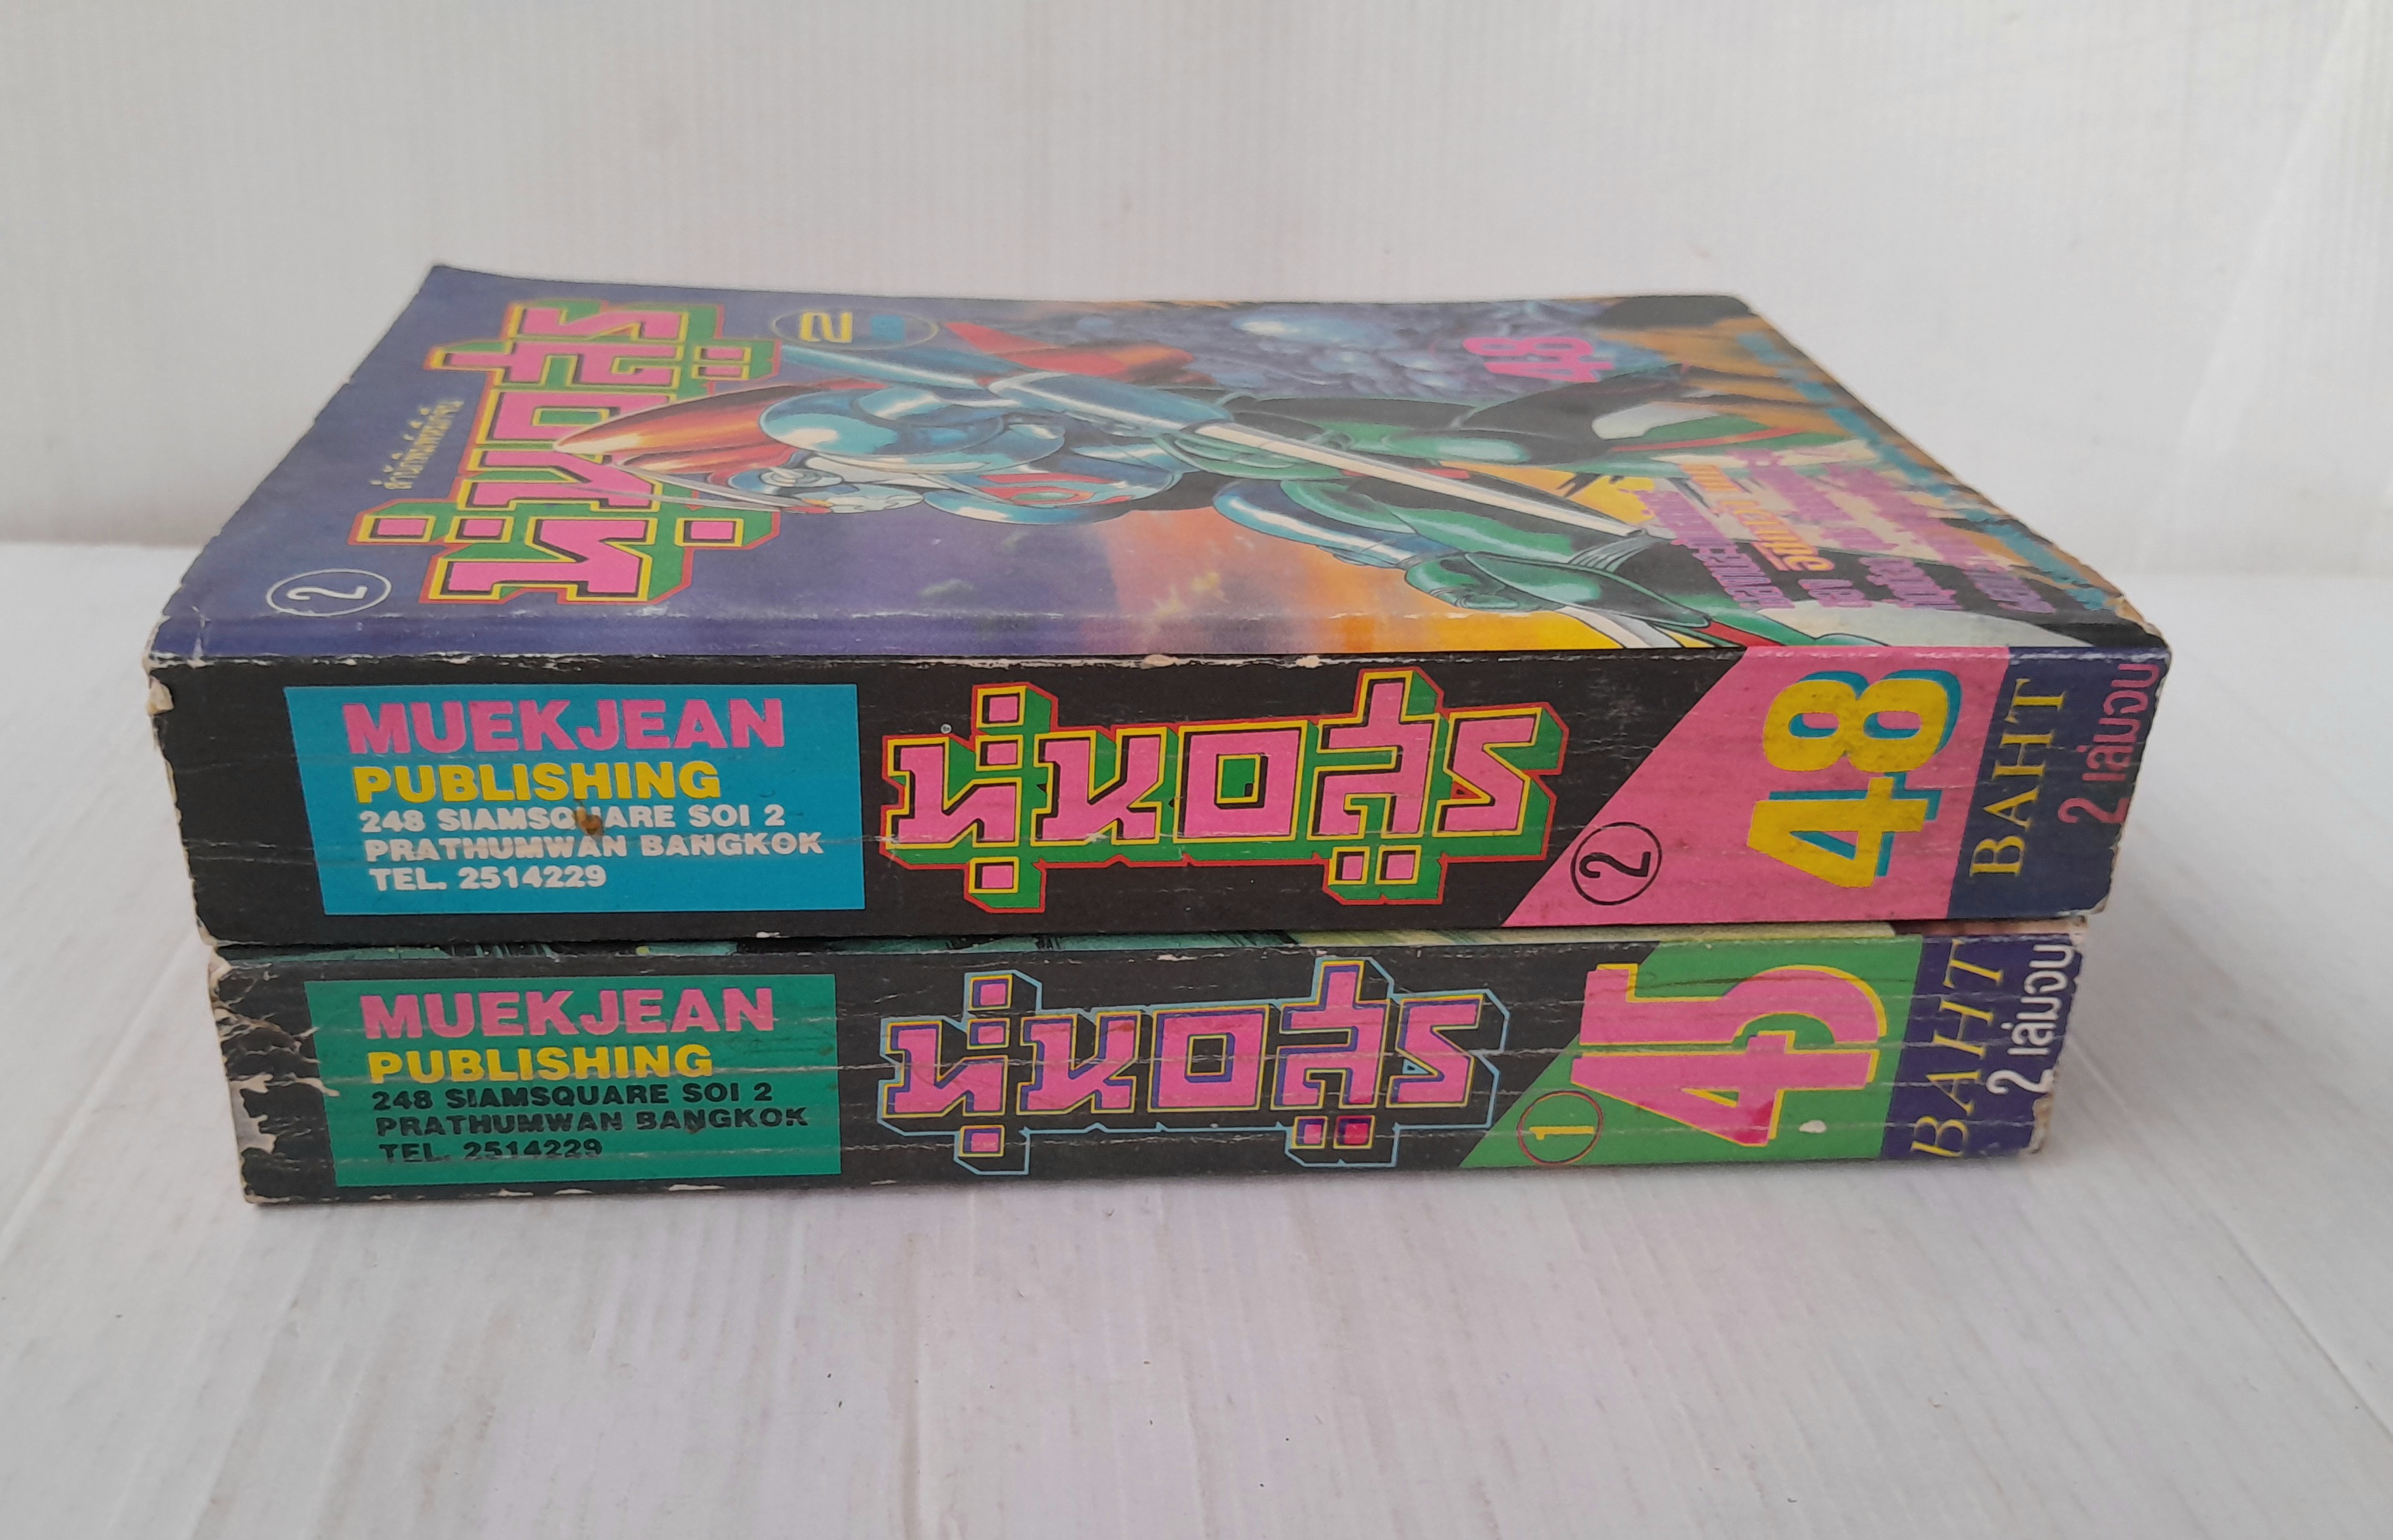 หุ่นอสูร
2
2
48
MUEKJEAN
PUBLISHING
248 SIAMSQUARE SOI 2
PRATHUMWAN BANGKOK
TEL. 2514229
หุ่นอสูร
2
48
BAHT
2 เล่มจบ
MUEKJEAN
PUBLISHING
248 SIAMSQUARE SOI 2
PRATHUMWAN BANGKOK
TEL. 2514229
หุ่นอสูร
1
45
BAHT
2 เล่มจบ